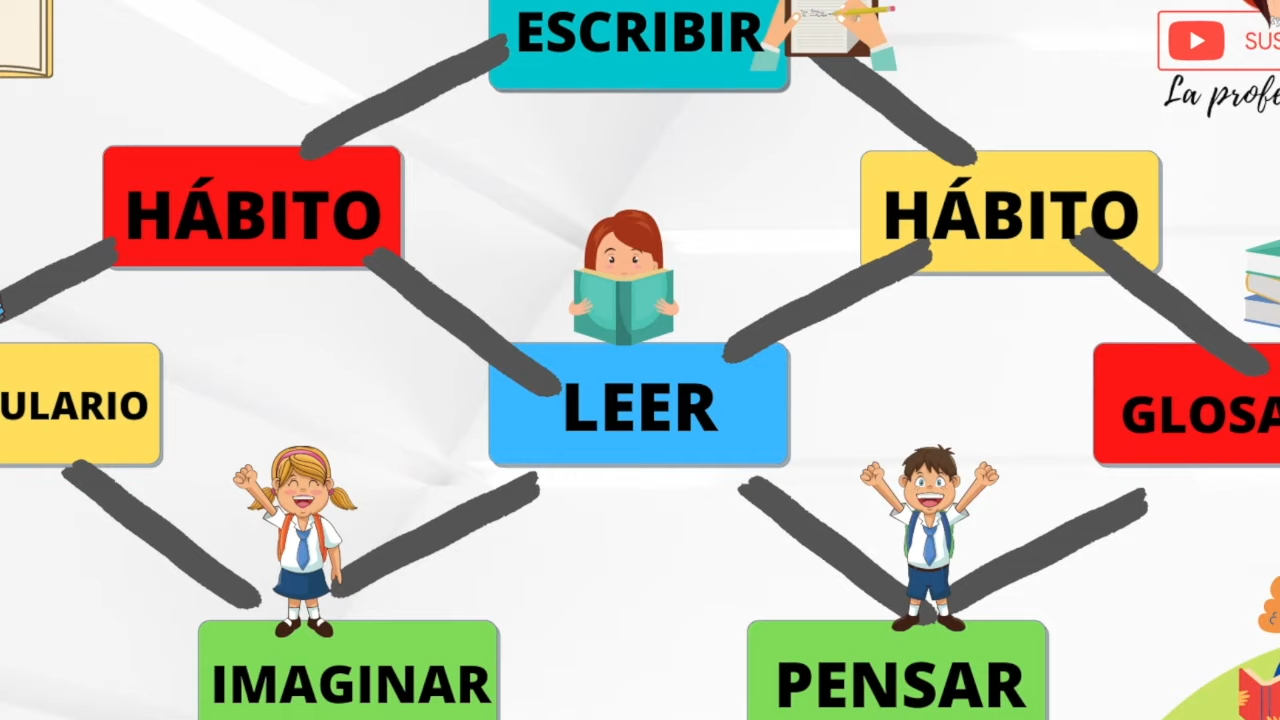 ESCRIBIR
SUS
La profe
HÁBITO
HÁBITO
LEER
ULARIO
GLOSA
IMAGINAR
PENSAR